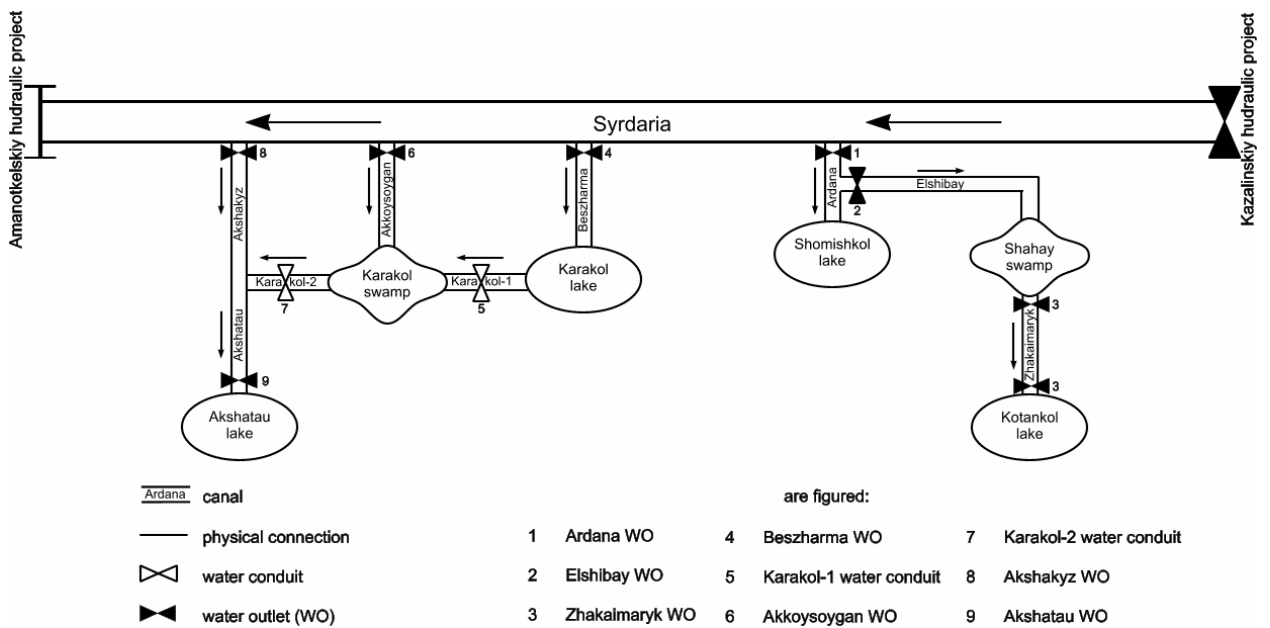 Amanotkelskiy hudraulic project
Kazalinskiy hudraulic project
Syrdaria
8
6
4
1
Akshakyz
Akkoysoygan
Beszharma
Ardana
2
Elshibay
Shomishkol
lake
Shahay
swamp
Karakol-2
7
Karakol
swamp
Karakol-1
5
Karakol
lake
3
Zhakaimaryk
3
Akshatau
9
Akshatau
lake
Kotankol
lake
Ardana canal
physical connection
water conduit
water outlet (WO)
are figured:
1 Ardana WO
2 Elshibay WO
3 Zhakaimaryk WO
4 Beszharma WO
5 Karakol-1 water conduit
6 Akkoysoygan WO
7 Karakol-2 water conduit
8 Akshakyz WO
9 Akshatau WO